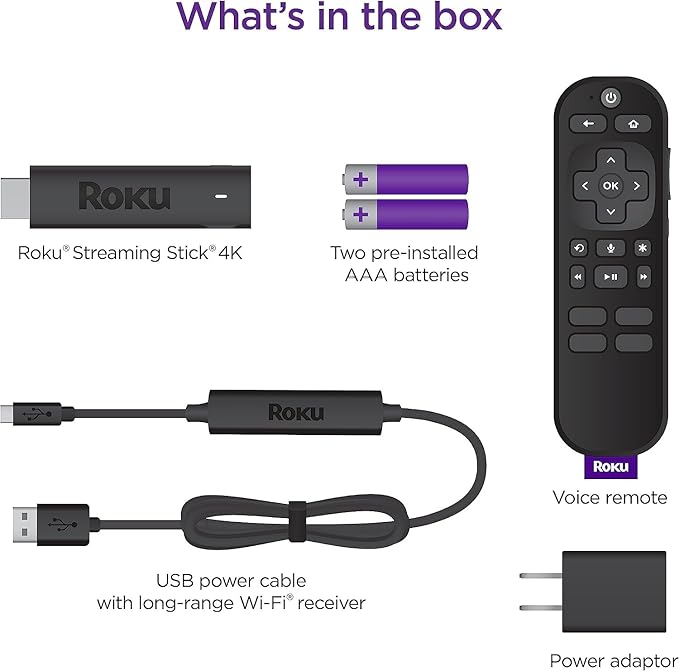 What's in the box
Roku
Roku® Streaming Stick® 4K
Two pre-installed
AAA batteries
OK
Roku
Voice remote
Roku
USB power cable
with long-range Wi-Fi® receiver
Power adaptor